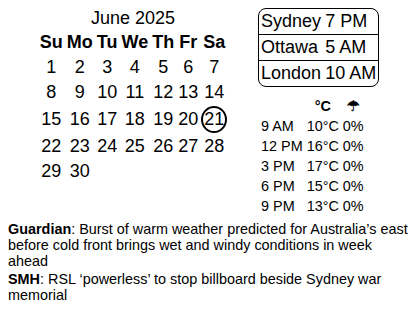 June 2025
Su Mo Tu We Th Fr Sa
1 2 3 4 5 6 7
8 9 10 11 12 13 14
15 16 17 18 19 20 21
22 23 24 25 26 27 28
29 30
Sydney 7 PM
Ottawa 5 AM
London 10 AM
°C ☂
9 AM 10°C 0%
12 PM 16°C 0%
3 PM 17°C 0%
6 PM 15°C 0%
9 PM 13°C 0%
Guardian: Burst of warm weather predicted for Australia’s east
before cold front brings wet and windy conditions in week
ahead
SMH: RSL ‘powerless’ to stop billboard beside Sydney war
memorial